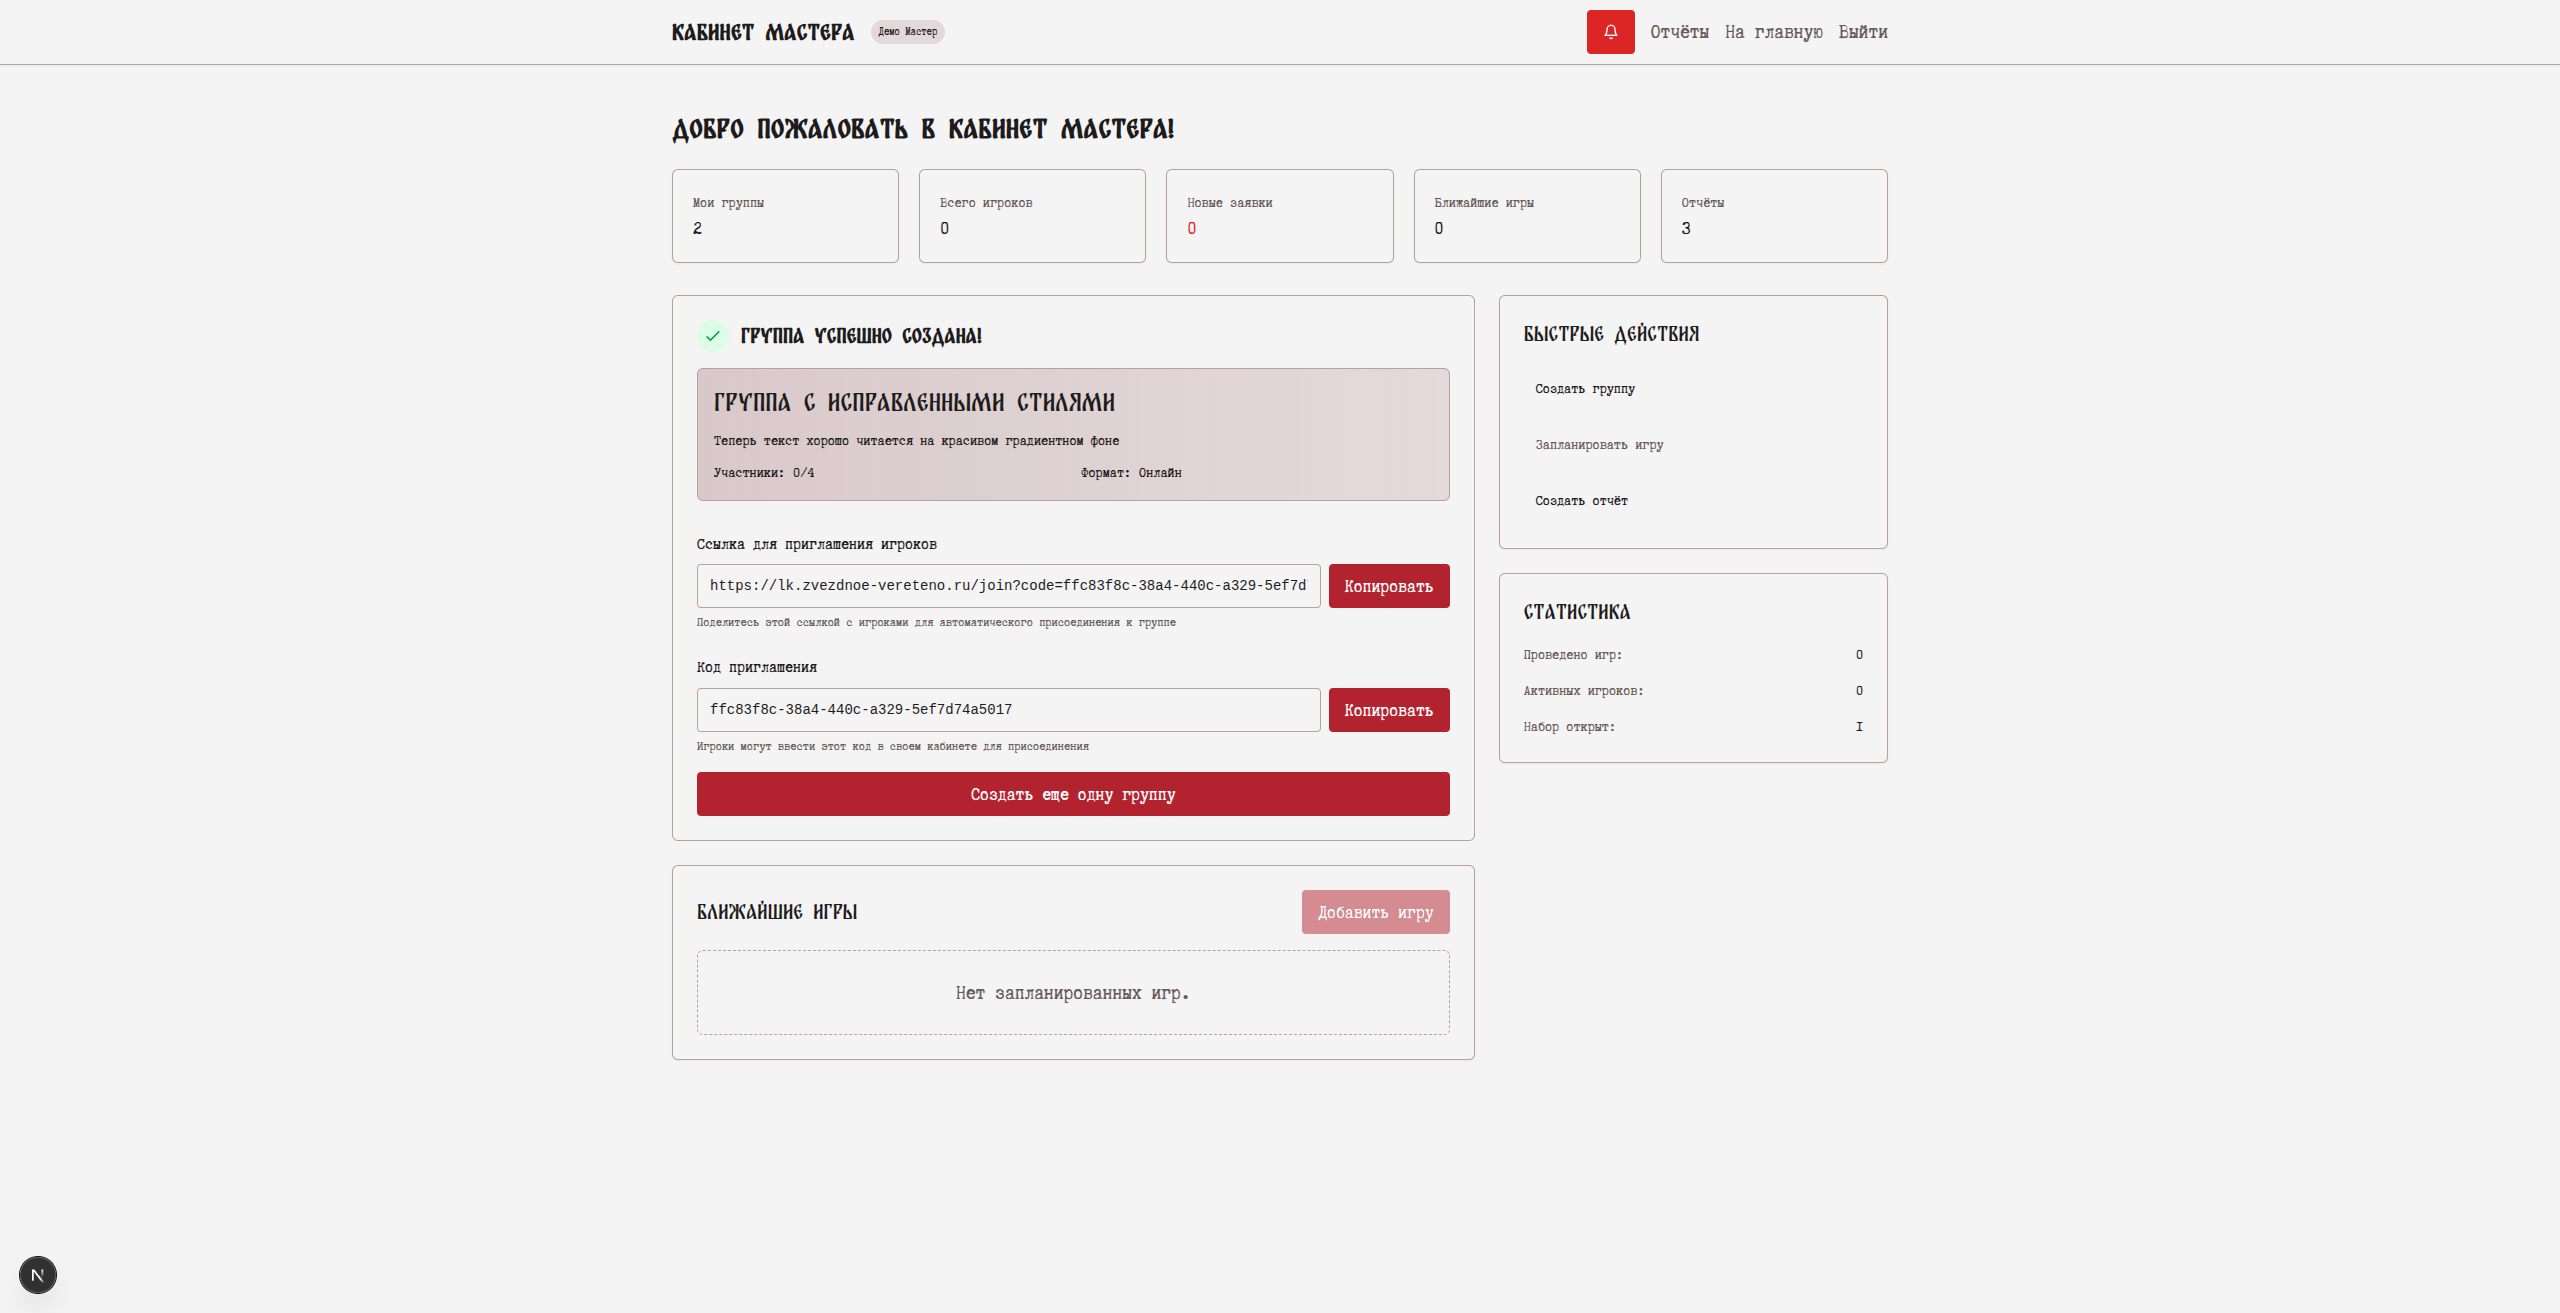 КАБИНЕТ МАСТЕРА
Демо Мастер
Отчёты На главную Выйти
ДОБРО ПОЖАЛОВАТЬ В КАБИНЕТ МАСТЕРА!
Мои группы
2
Всего игроков
0
Новые заявки
0
Ближайшие игры
0
Отчёты
3
ГРУППА УСПЕШНО СОЗДАНА!
ГРУППА С ИСПРАВЛЕННЫМИ СТИЛЯМИ
Теперь текст хорошо читается на красивом градиентном фоне
Участники: 0/4
Формат: Онлайн
Ссылка для приглашения игроков
https://lk.zvezdnoe-vereteno.ru/join?code=ffc83f8c-38a4-440c-a329-5ef7d
Копировать
Поделитесь этой ссылкой с игроками для автоматического присоединения к группе
Код приглашения
ffc83f8c-38a4-440c-a329-5ef7d74a5017
Копировать
Игроки могут ввести этот код в своем кабинете для присоединения
Создать еще одну группу
БЛИЖАЙШИЕ ИГРЫ
Добавить игру
Нет запланированных игр.
БЫСТРЫЕ ДЕЙСТВИЯ
Создать группу
Запланировать игру
Создать отчёт
СТАТИСТИКА
Проведено игр: 0
Активных игроков: 0
Набор открыт: I
N